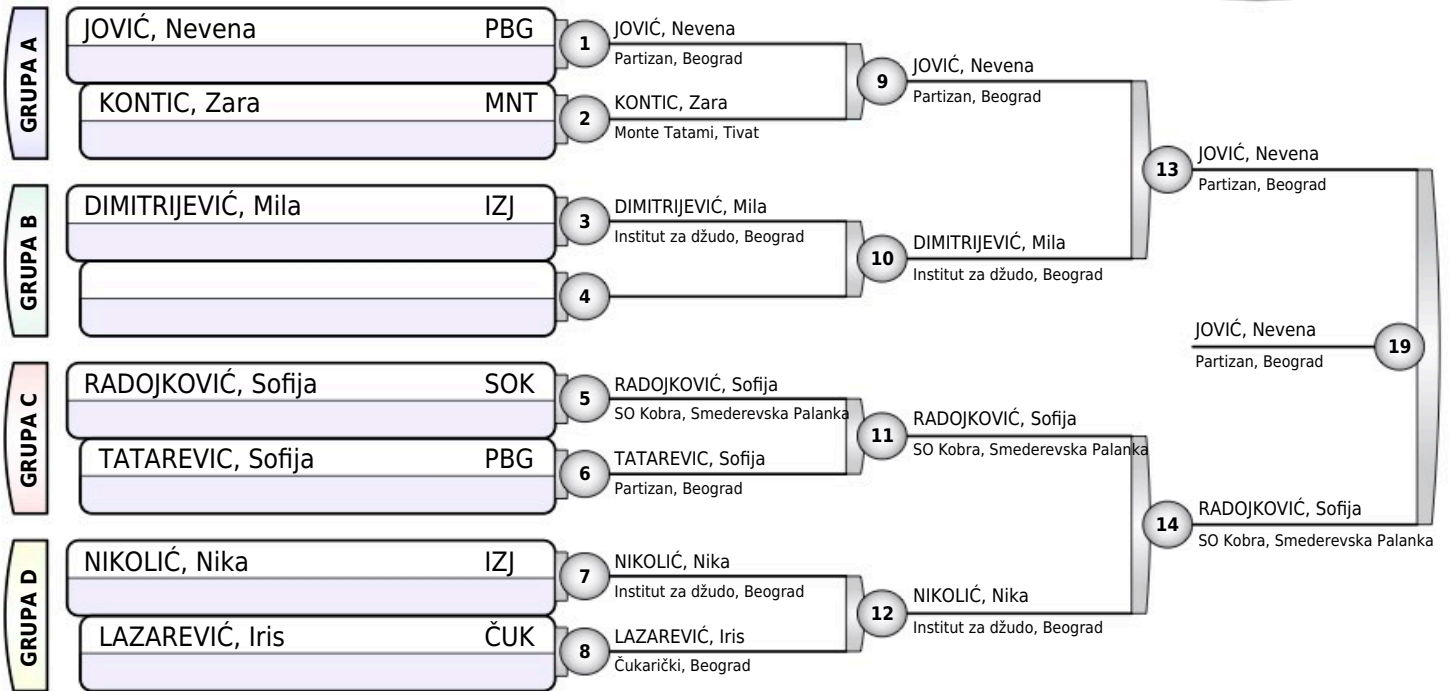 GRUPA A
JOVIĆ, Nevena PBG
KONTIC, Zara MNT
1
JOVIĆ, Nevena
Partizan, Beograd
2
KONTIC, Zara
Monte Tatami, Tivat
9
JOVIĆ, Nevena
Partizan, Beograd
GRUPA B
DIMITRIJEVIĆ, Mila IZJ
3
DIMITRIJEVIĆ, Mila
Institut za džudo, Beograd
4
10
DIMITRIJEVIĆ, Mila
Institut za džudo, Beograd
13
JOVIĆ, Nevena
Partizan, Beograd
GRUPA C
RADOJKOVIĆ, Sofija SOK
TATAREVIC, Sofija PBG
5
RADOJKOVIĆ, Sofija
SO Kobra, Smederevska Palanka
6
TATAREVIC, Sofija
Partizan, Beograd
11
RADOJKOVIĆ, Sofija
SO Kobra, Smederevska Palanka
GRUPA D
NIKOLIĆ, Nika IZJ
LAZAREVIĆ, Iris ČUK
7
NIKOLIĆ, Nika
Institut za džudo, Beograd
8
LAZAREVIĆ, Iris
Čukarički, Beograd
12
NIKOLIĆ, Nika
Institut za džudo, Beograd
14
RADOJKOVIĆ, Sofija
SO Kobra, Smederevska Palanka
JOVIĆ, Nevena
Partizan, Beograd
19